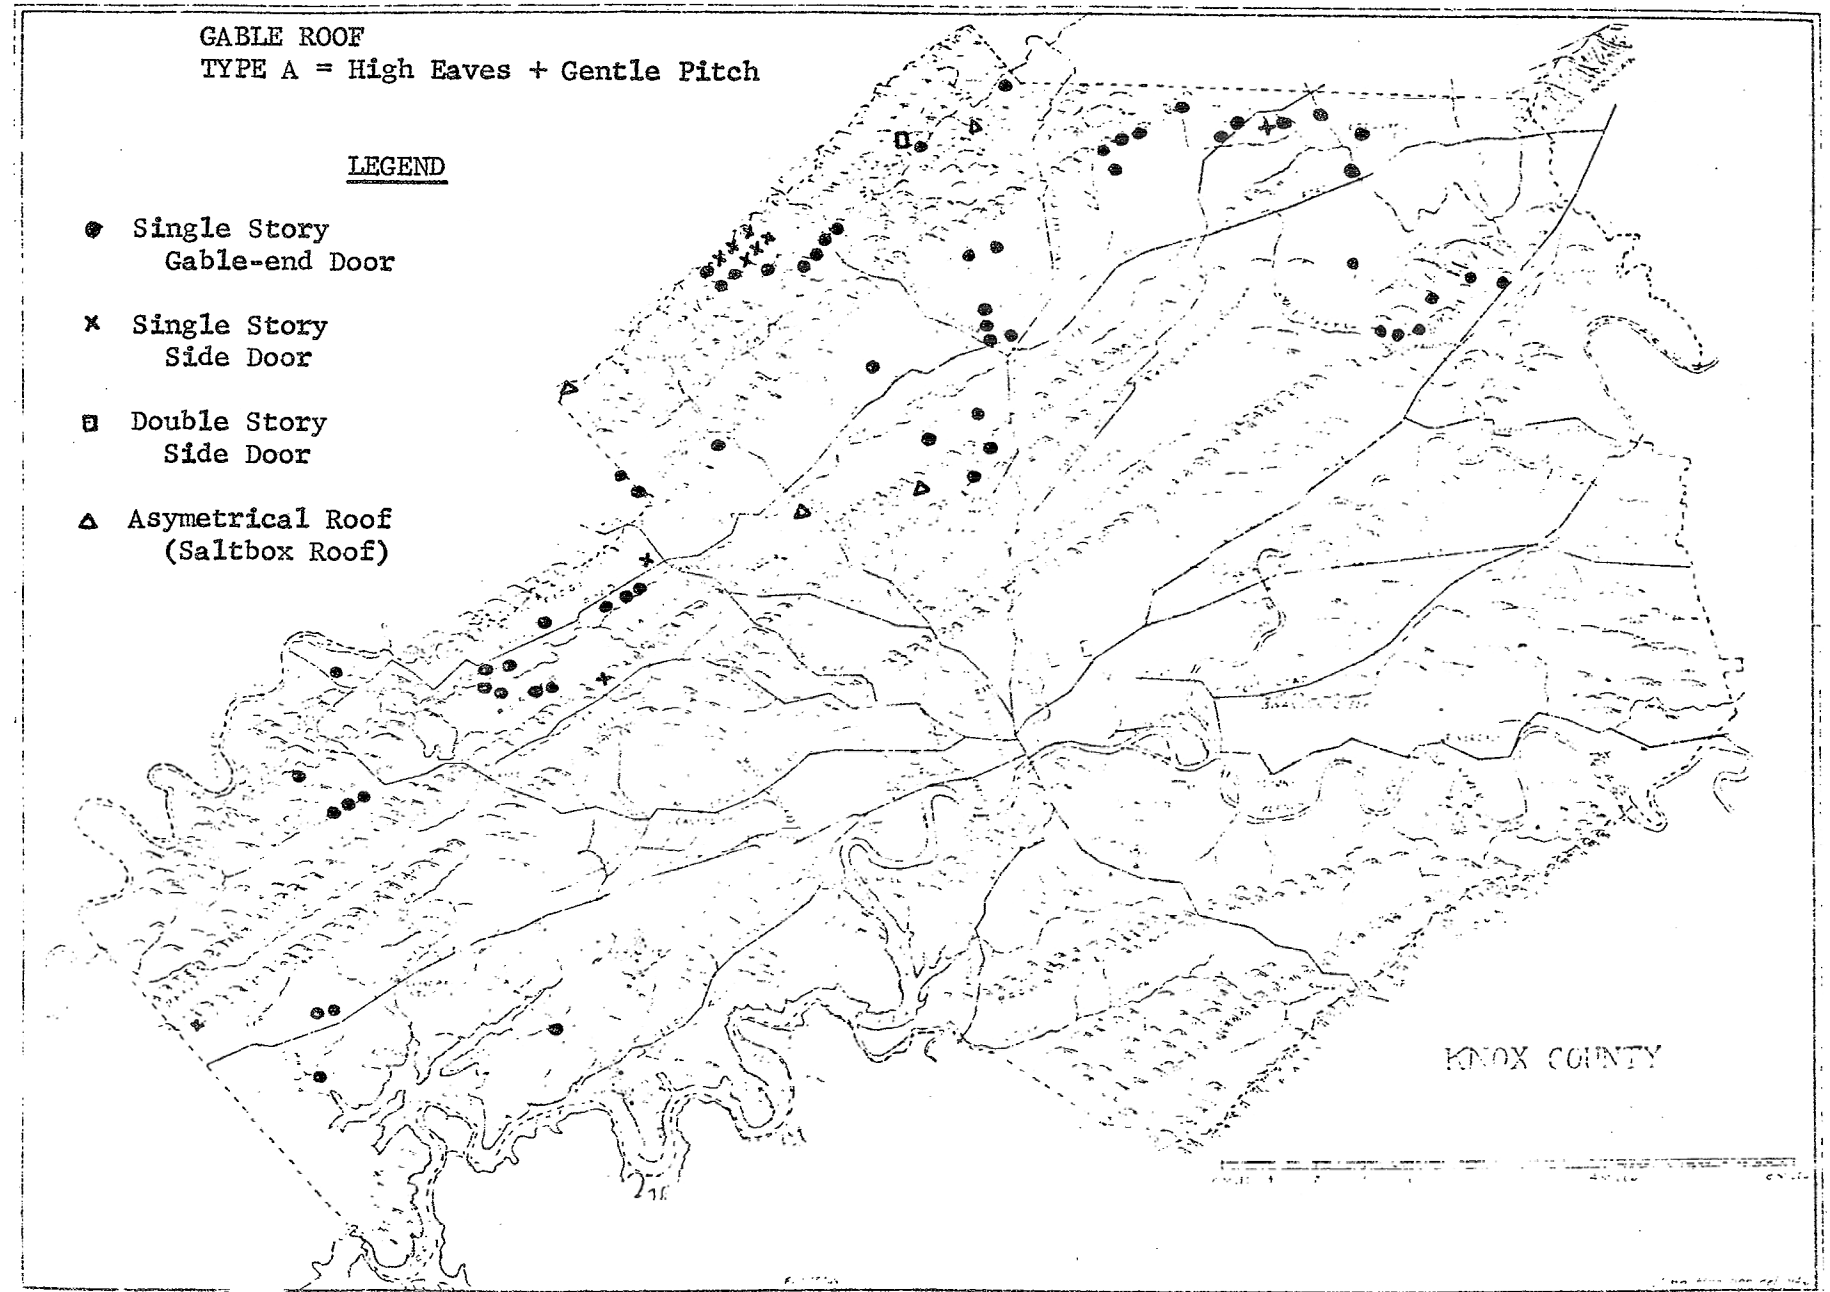 GABLE ROOF
TYPE A = High Eaves + Gentle Pitch
LEGEND
Single Story
Gable-end Door
Single Story
Side Door
Double Story
Side Door
Asymetrical Roof
(Saltbox Roof)
KNOX COUNTY